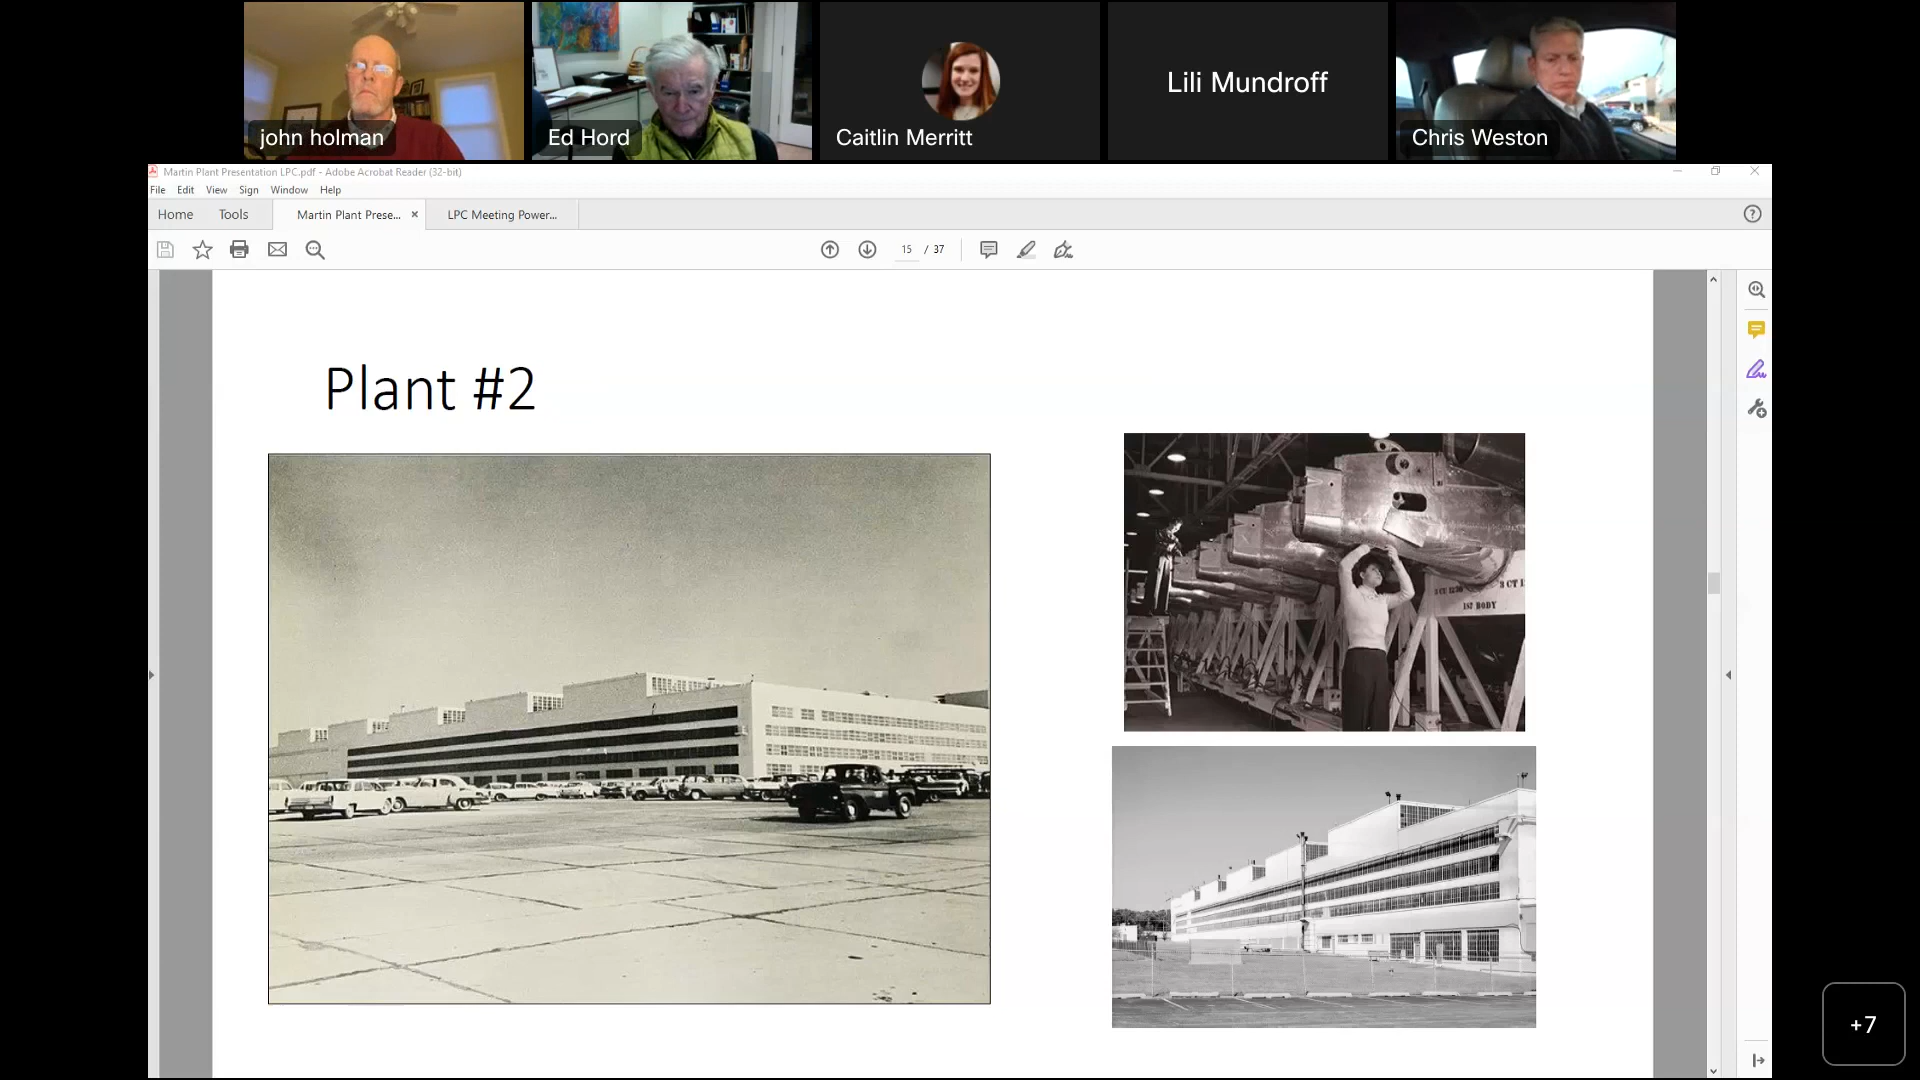 john holman
Ed Hord
Caitlin Merritt
Lili Mundroff
Chris Weston
Martin Plant Presentation LPC.pdf - Adobe Acrobat Reader (32-bit)
File Edit View Sign Window Help
Home Tools Martin Plant Prese... × LPC Meeting Power...
15 / 37
Plant #2
187 BODY
+7